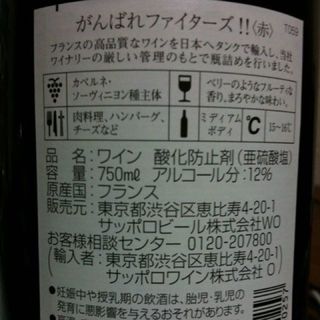 がんばれファイターズ!!〈赤〉
T059
フランスの高品質なワインを日本へタンクで輸入し、当社
ワイナリーの厳しい管理のもとで瓶詰めを行いました。
カベルネ・
ソーヴィニヨン種主体
ベリーのようなフルーティな
香り、まろやかな味わい。
肉料理、ハンバーグ、
チーズなど
ミディアム
ボディ
℃
15~16℃
品名:ワイン 酸化防止剤(亜硫酸塩)
容量:750mℓ アルコール分:12%
原産国:フランス
販売元:東京都渋谷区恵比寿4-20-1
サッポロビール株式会社WO
お客様相談センター 0120-207800
(輸入者:東京都渋谷区恵比寿4-20-1)
サッポロワイン株式会社 O
妊娠中や授乳期の飲酒は、胎児・乳児の
発育に悪影響を与えるおそれがあります。